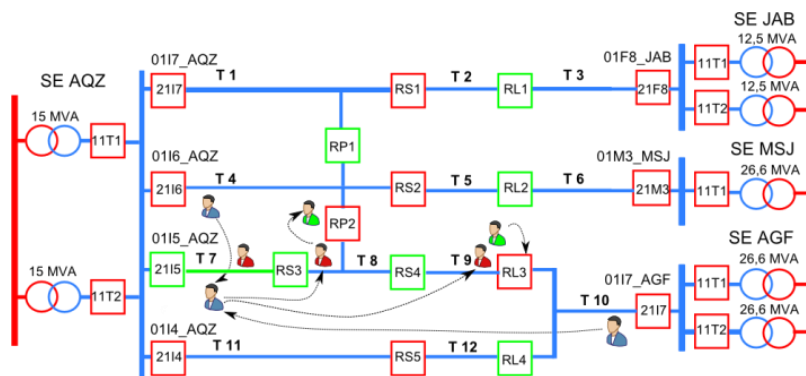 SE JAB
12,5 MVA
01I7_AQZ
01F8_JAB
SE AQZ
T 1
T 2
T 3
11T1
21I7
RS1
RL1
21F8
12,5 MVA
15 MVA
11T2
11T1
RP1
SE MSJ
01I6_AQZ
01M3_MSJ
26,6 MVA
T 4
T 5
T 6
21I6
RS2
RL2
21M3
11T1
RP2
01I5_AQZ
SE AGF
T 7
T 8
T 9
26,6 MVA
15 MVA
21I5
RS3
RS4
RL3
01I7_AGF
11T1
11T2
T 10
21I7
26,6 MVA
01I4_AQZ
11T2
T 11
T 12
21I4
RS5
RL4